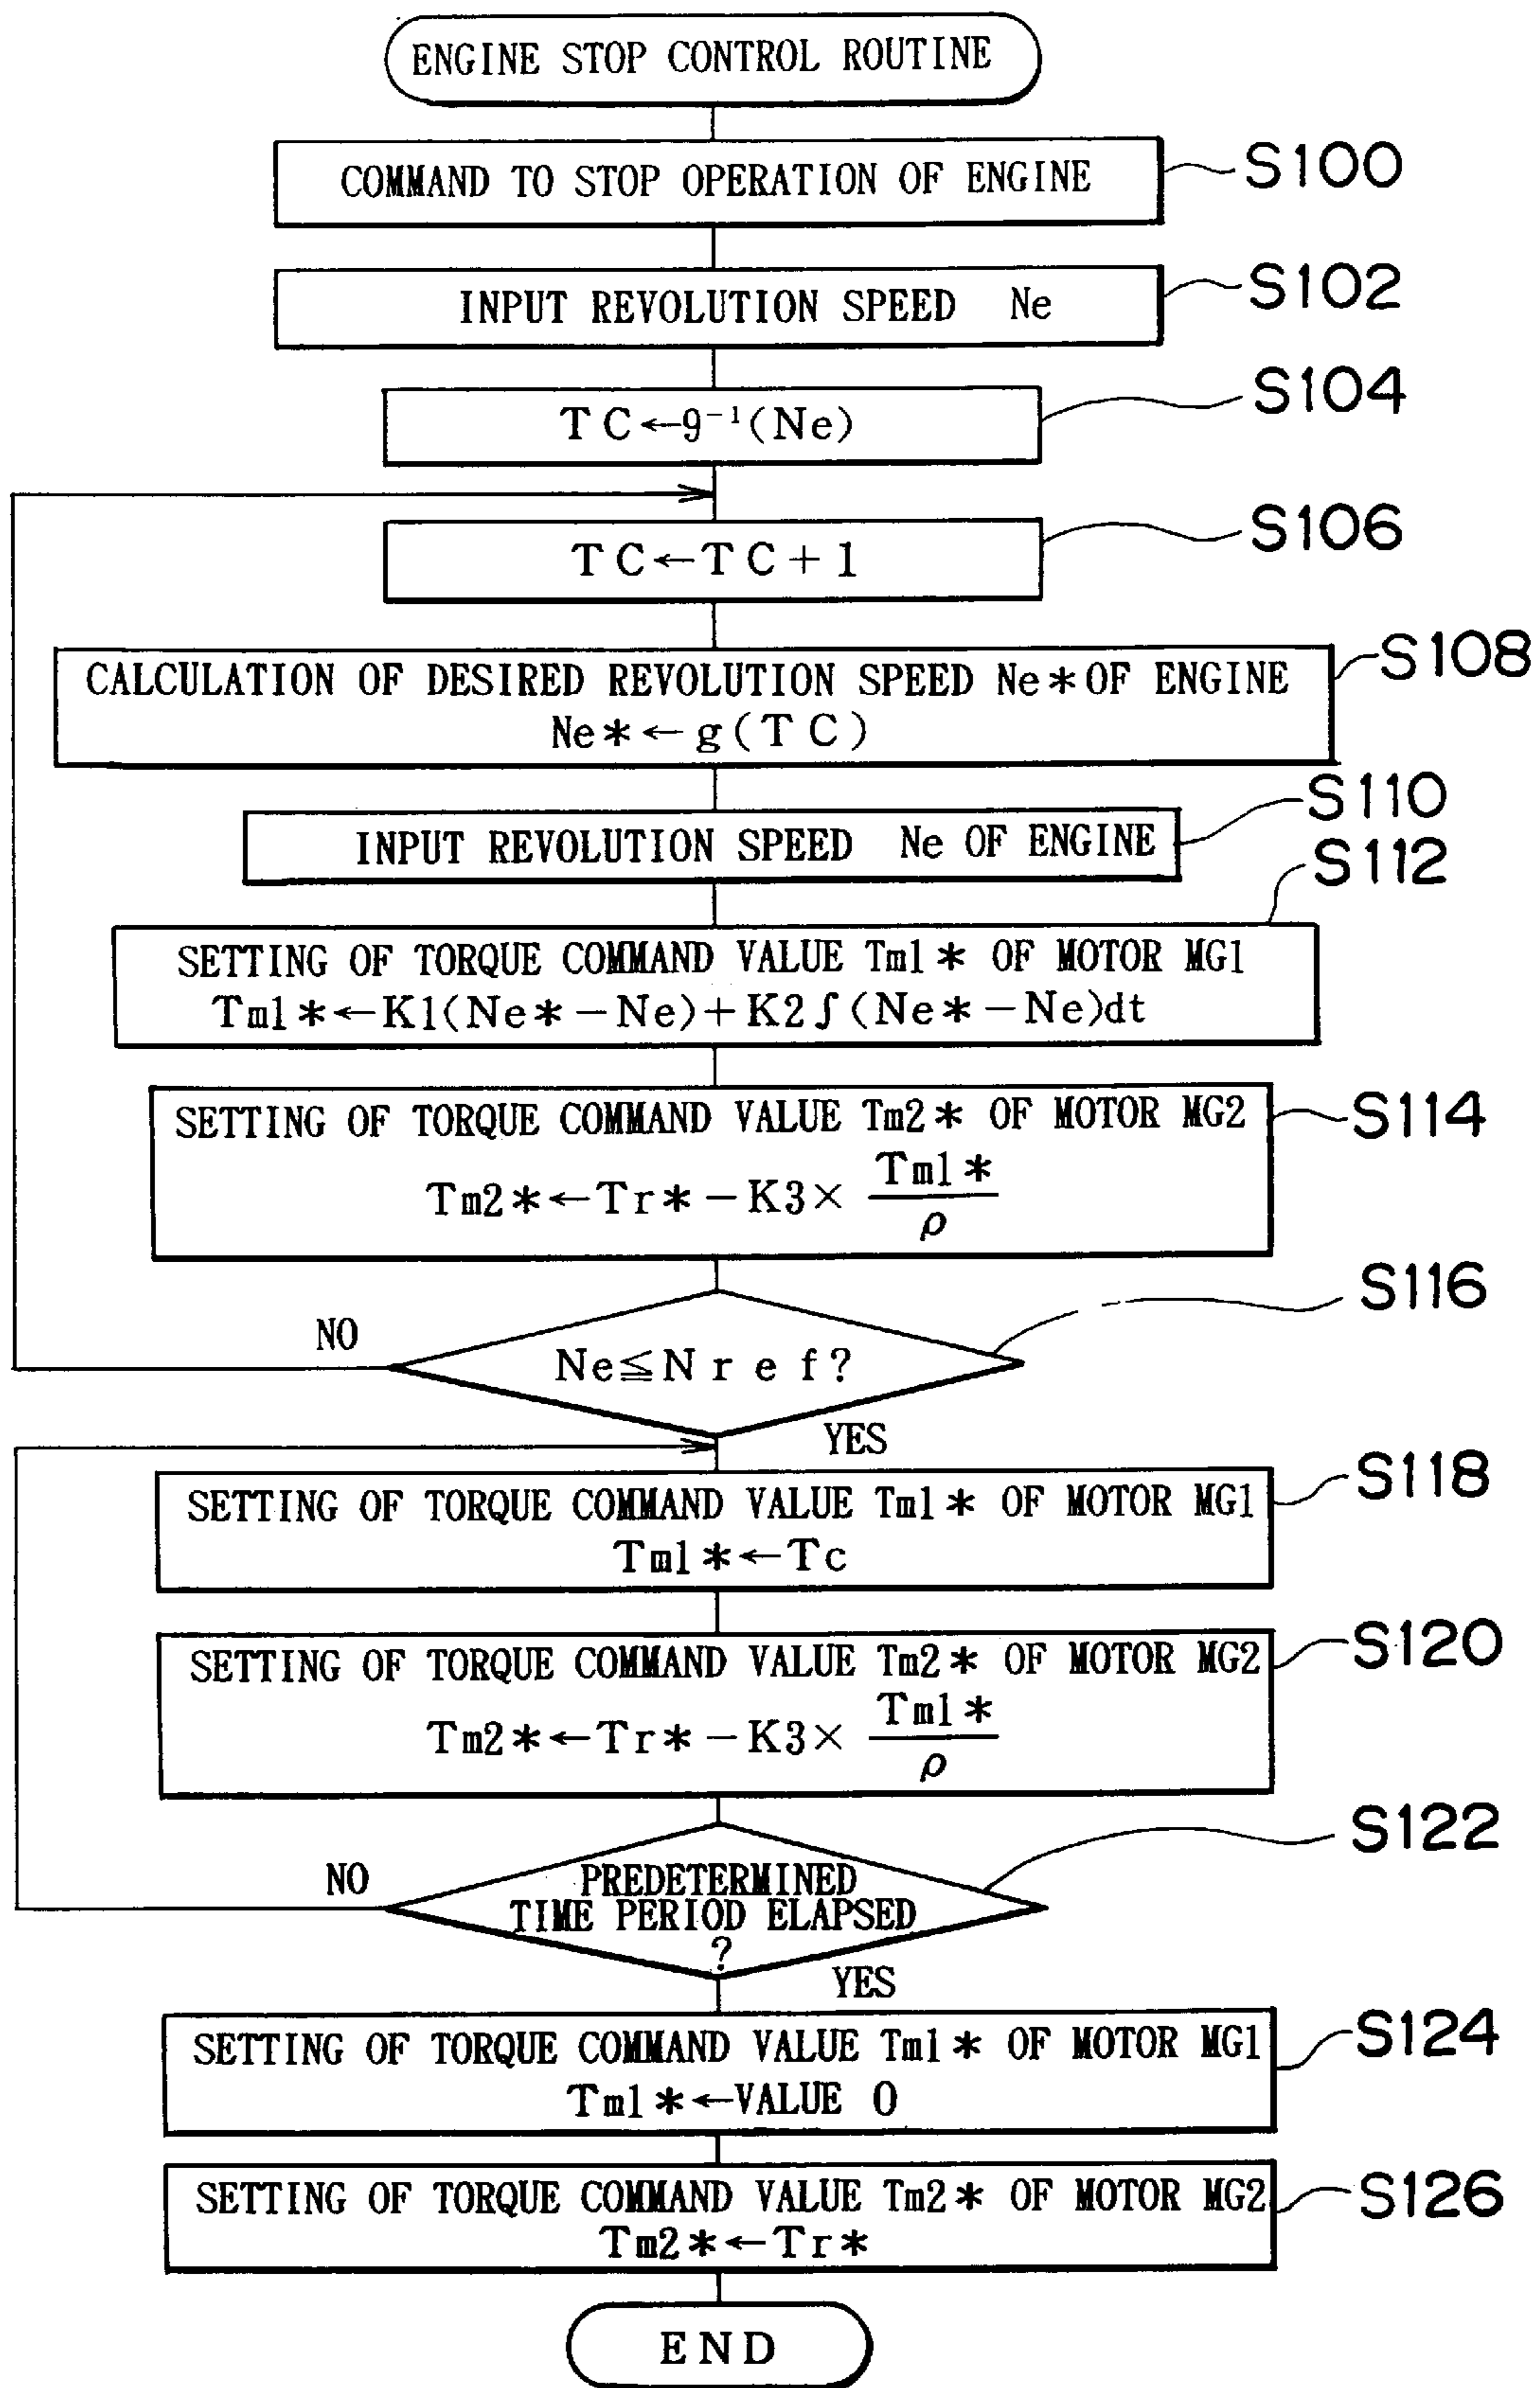 ENGINE STOP CONTROL ROUTINE
COMMAND TO STOP OPERATION OF ENGINE
S100
INPUT REVOLUTION SPEED Ne
S102
TC←9⁻¹(Ne)
S104
TC←TC+1
S106
CALCULATION OF DESIRED REVOLUTION SPEED Ne* OF ENGINE
Ne*←g(TC)
S108
INPUT REVOLUTION SPEED Ne OF ENGINE
S110
S112
SETTING OF TORQUE COMMAND VALUE Tm1* OF MOTOR MG1
Tm1*←K1(Ne*-Ne)+K2∫(Ne*-Ne)dt
SETTING OF TORQUE COMMAND VALUE Tm2* OF MOTOR MG2
Tm2*←Tr*-K3× Tm1*/ρ
S114
S116
NO
Ne≦Nref?
YES
SETTING OF TORQUE COMMAND VALUE Tm1* OF MOTOR MG1
Tm1*←Tc
S118
SETTING OF TORQUE COMMAND VALUE Tm2* OF MOTOR MG2
Tm2*←Tr*-K3× Tm1*/ρ
S120
S122
NO
PREDETERMINED
TIME PERIOD ELAPSED
?
YES
SETTING OF TORQUE COMMAND VALUE Tm1* OF MOTOR MG1
Tm1*←VALUE 0
S124
SETTING OF TORQUE COMMAND VALUE Tm2* OF MOTOR MG2
Tm2*←Tr*
S126
END